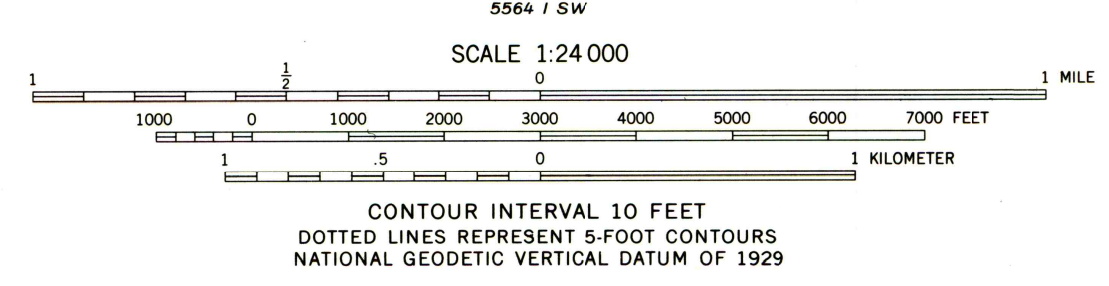 5564 I SW
SCALE 1:24 000
1 1/2 0 1 MILE
1000 0 1000 2000 3000 4000 5000 6000 7000 FEET
1 .5 0 1 KILOMETER
CONTOUR INTERVAL 10 FEET
DOTTED LINES REPRESENT 5-FOOT CONTOURS
NATIONAL GEODETIC VERTICAL DATUM OF 1929